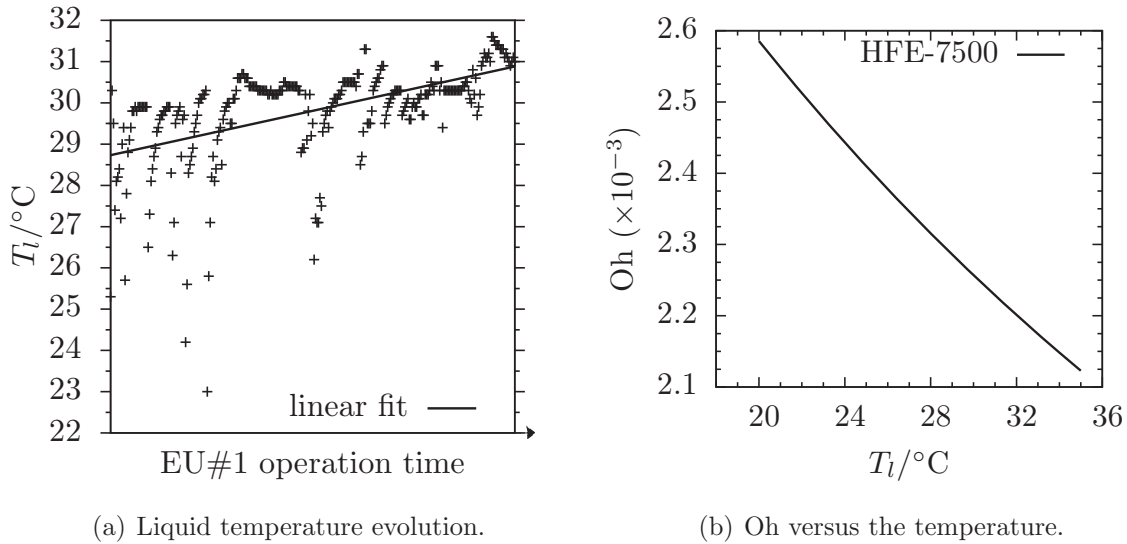 32
31
30
29
28
27
26
25
24
23
22
T_l/°C
linear fit
EU#1 operation time
(a) Liquid temperature evolution.
2.6
2.5
2.4
2.3
2.2
2.1
Oh (×10⁻³)
HFE-7500
20 24 28 32 36
T_l/°C
(b) Oh versus the temperature.